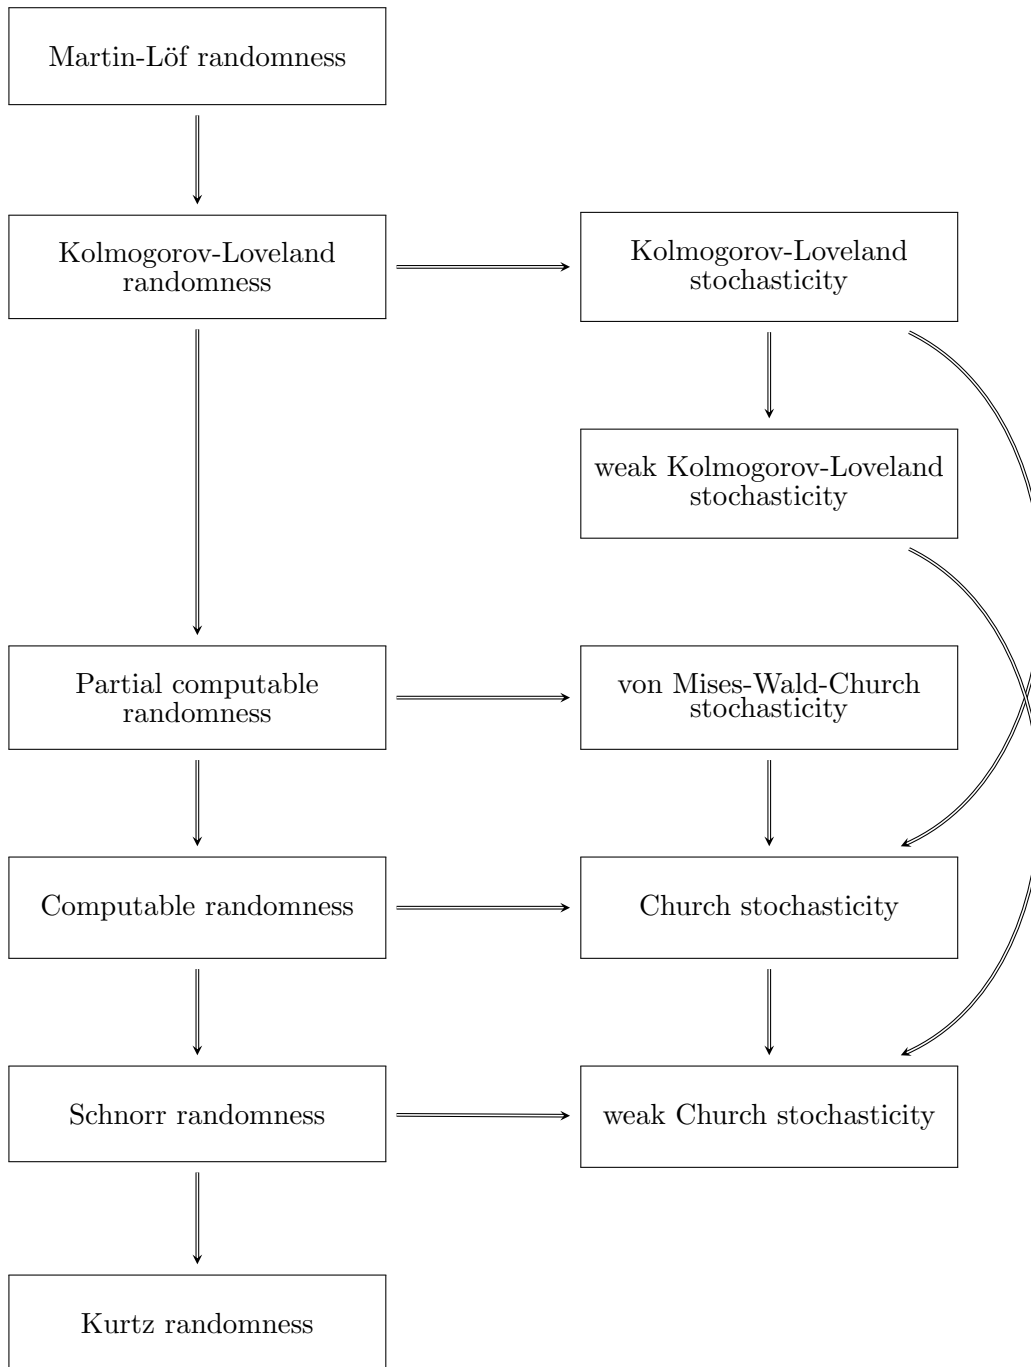 Martin-Löf randomness
Kolmogorov-Loveland
randomness
Kolmogorov-Loveland
stochasticity
weak Kolmogorov-Loveland
stochasticity
Partial computable
randomness
von Mises-Wald-Church
stochasticity
Computable randomness
Church stochasticity
Schnorr randomness
weak Church stochasticity
Kurtz randomness